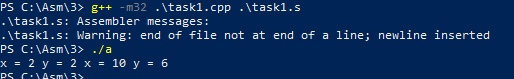 PS C:\Asm\3> g++ -m32 .\task1.cpp .\task1.s
.\task1.s: Assembler messages:
.\task1.s: Warning: end of file not at end of a line; newline inserted
PS C:\Asm\3> ./a
x = 2 y = 2 x = 10 y = 6
PS C:\Asm\3>